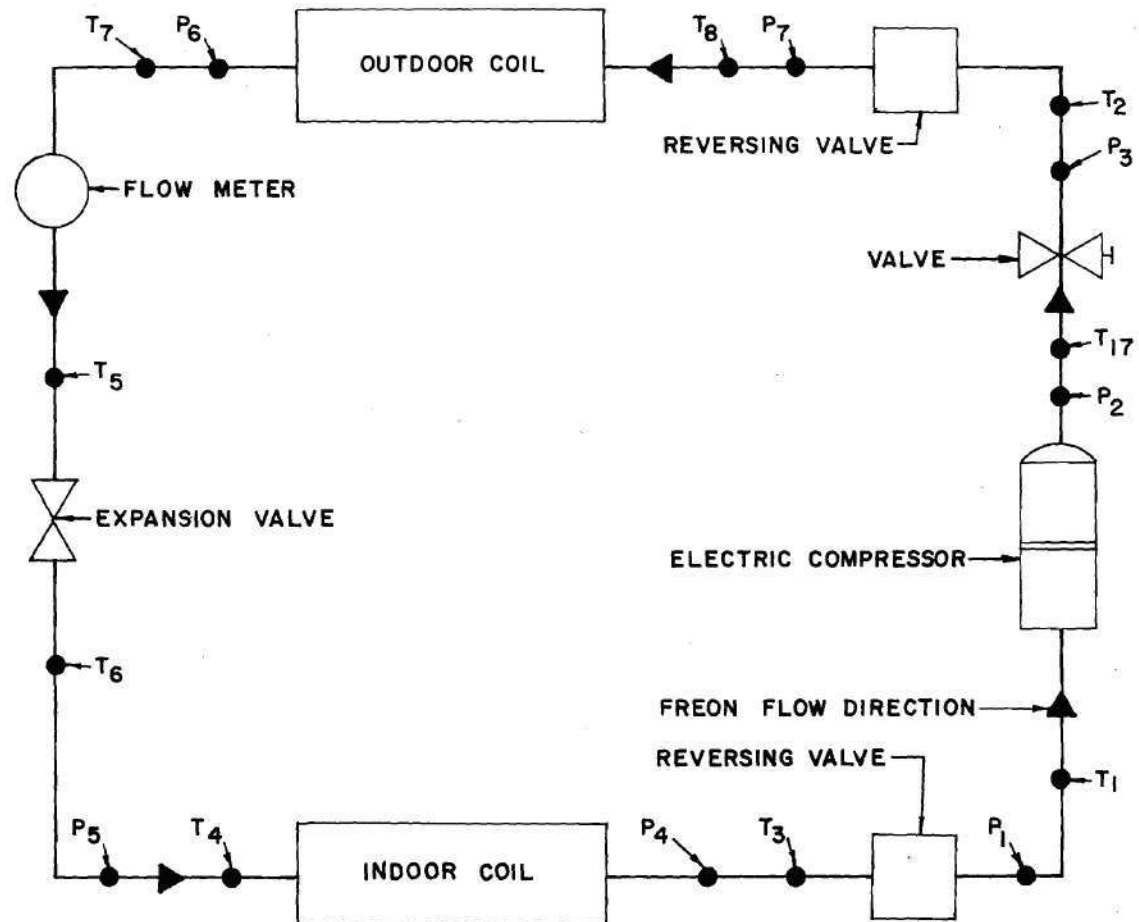 T7
P6
OUTDOOR COIL
T8
P7
T2
REVERSING VALVE
P3
FLOW METER
VALVE
T17
T5
P2
EXPANSION VALVE
ELECTRIC COMPRESSOR
T6
FREON FLOW DIRECTION
REVERSING VALVE
T1
P5
T4
INDOOR COIL
P4
T3
P1